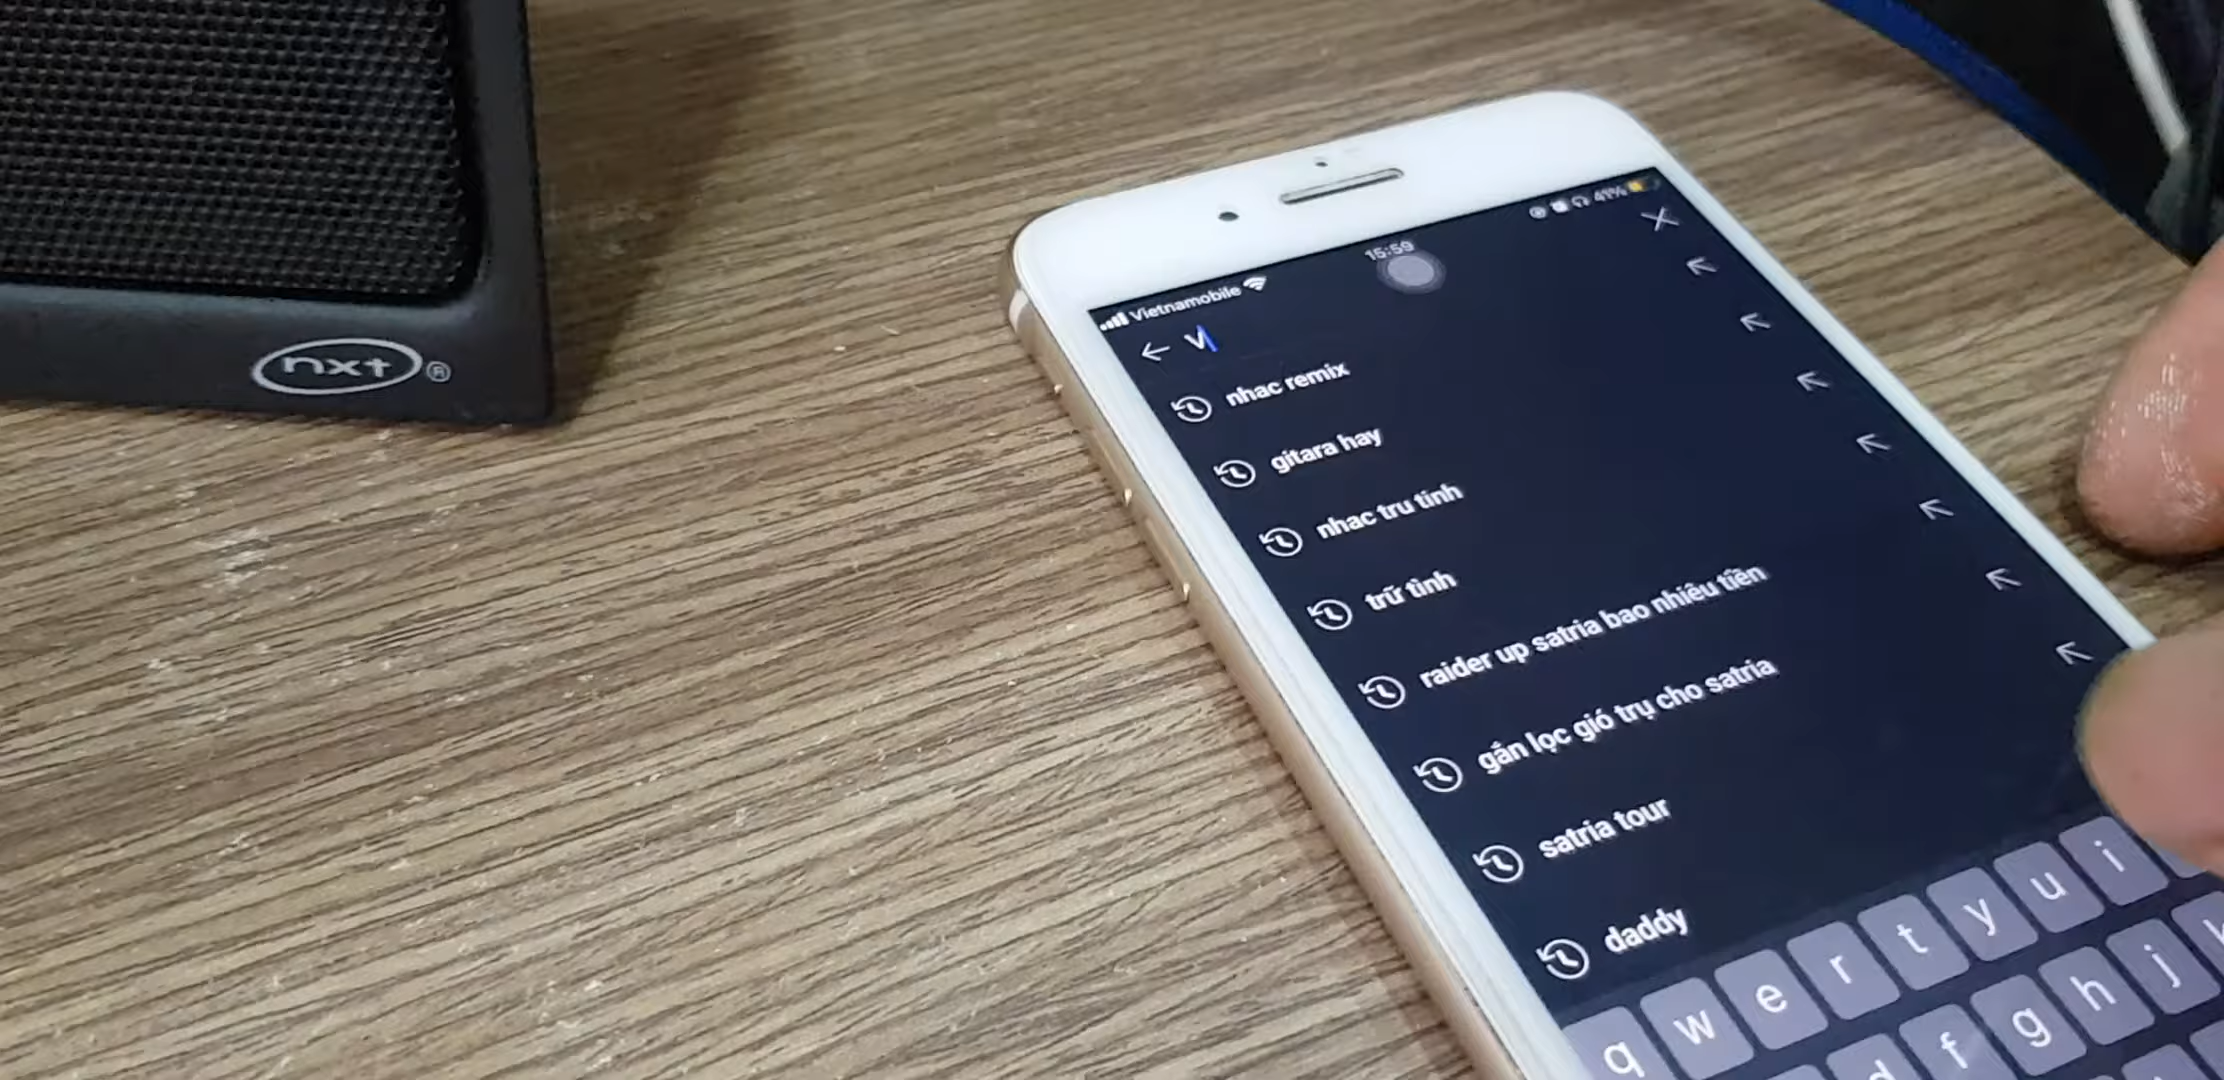 nxt®
Vietnamobile
15:59
41%
v
nhac remix
gitara hay
nhac tru tinh
trữ tình
raider up satria bao nhiêu tiền
gắn lọc gió trụ cho satria
satria tour
daddy
q w e r t y u i
d f g h j k